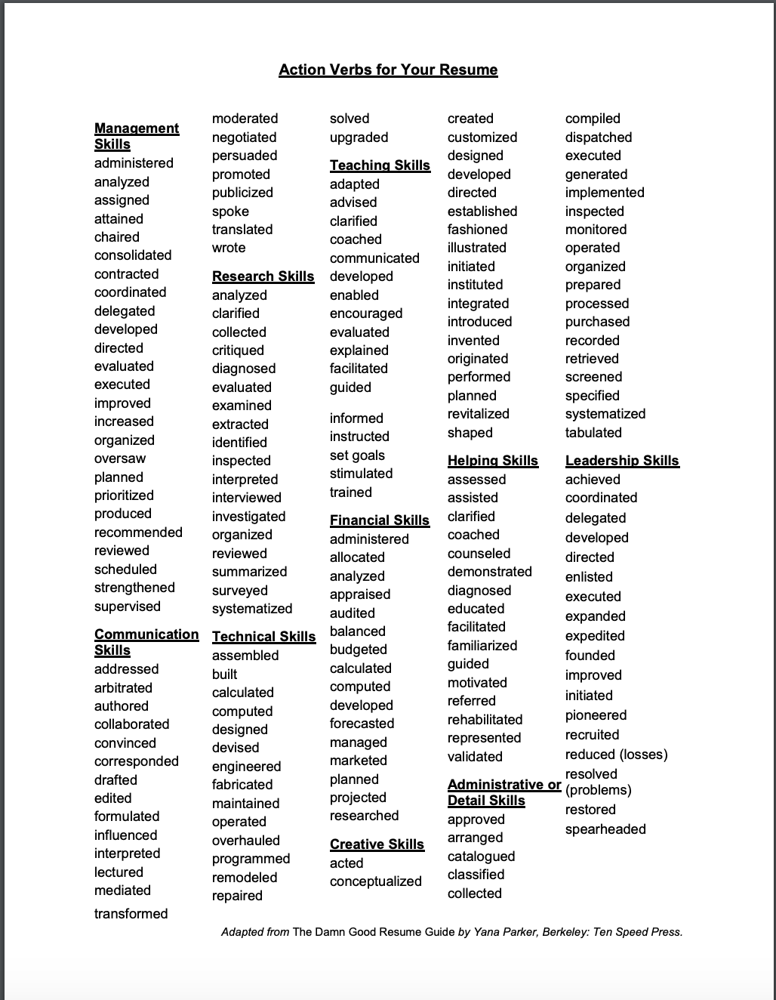 Action Verbs for Your Resume
Management
Skills
administered
analyzed
assigned
attained
chaired
consolidated
contracted
coordinated
delegated
developed
directed
evaluated
executed
improved
increased
organized
oversaw
planned
prioritized
produced
recommended
reviewed
scheduled
strengthened
supervised
Communication
Skills
addressed
arbitrated
authored
collaborated
convinced
corresponded
drafted
edited
formulated
influenced
interpreted
lectured
mediated
transformed
moderated
negotiated
persuaded
promoted
publicized
spoke
translated
wrote
Research Skills
analyzed
clarified
collected
critiqued
diagnosed
evaluated
examined
extracted
identified
inspected
interpreted
interviewed
investigated
organized
reviewed
summarized
surveyed
systematized
Technical Skills
assembled
built
calculated
computed
designed
devised
engineered
fabricated
maintained
operated
overhauled
programmed
remodeled
repaired
solved
upgraded
Teaching Skills
adapted
advised
clarified
coached
communicated
developed
enabled
encouraged
evaluated
explained
facilitated
guided
informed
instructed
set goals
stimulated
trained
Financial Skills
administered
allocated
analyzed
appraised
audited
balanced
budgeted
calculated
computed
developed
forecasted
managed
marketed
planned
projected
researched
Creative Skills
acted
conceptualized
created
customized
designed
developed
directed
established
fashioned
illustrated
initiated
instituted
integrated
introduced
invented
originated
performed
planned
revitalized
shaped
Helping Skills
assessed
assisted
clarified
coached
counseled
demonstrated
diagnosed
educated
facilitated
familiarized
guided
motivated
referred
rehabilitated
represented
validated
Administrative or
Detail Skills
approved
arranged
catalogued
classified
collected
compiled
dispatched
executed
generated
implemented
inspected
monitored
operated
organized
prepared
processed
purchased
recorded
retrieved
screened
specified
systematized
tabulated
Leadership Skills
achieved
coordinated
delegated
developed
directed
enlisted
executed
expanded
expedited
founded
improved
initiated
pioneered
recruited
reduced (losses)
resolved
(problems)
restored
spearheaded
Adapted from The Damn Good Resume Guide by Yana Parker, Berkeley: Ten Speed Press.